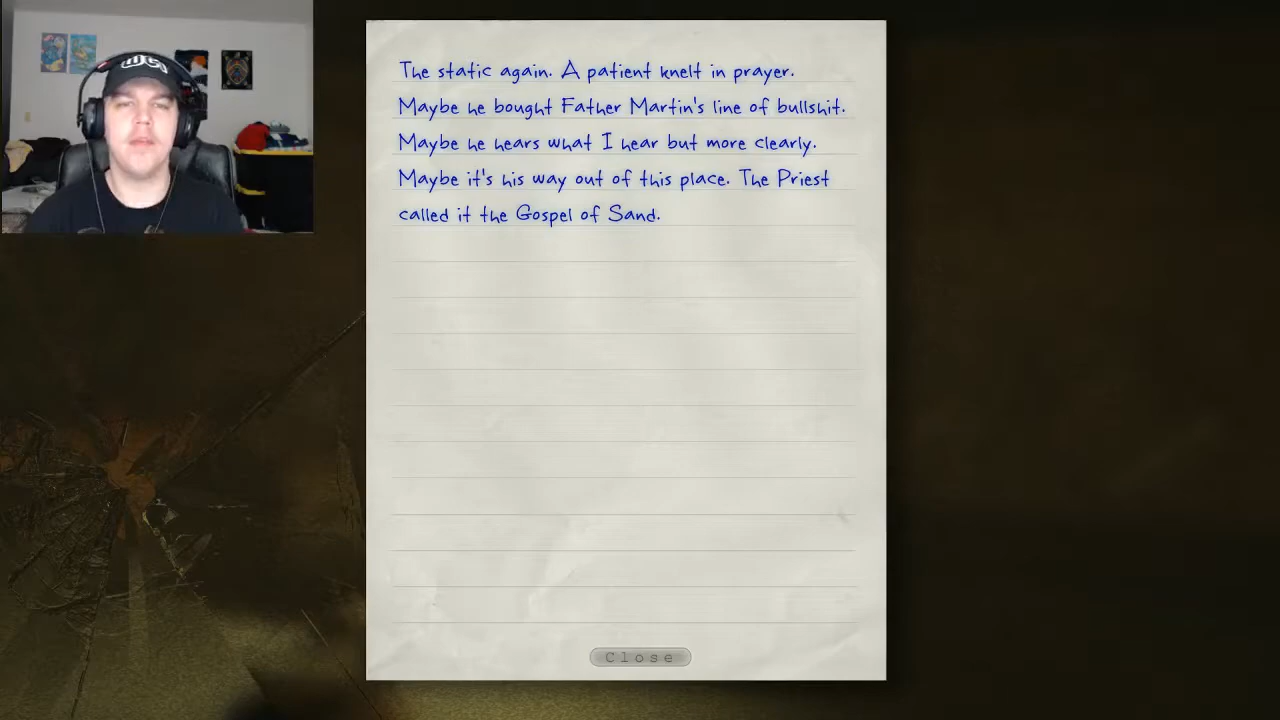 The static again. A patient knelt in prayer.
Maybe he bought Father Martin's line of bullshit.
Maybe he hears what I hear but more clearly.
Maybe it's his way out of this place. The Priest
called it the Gospel of Sand.
Close